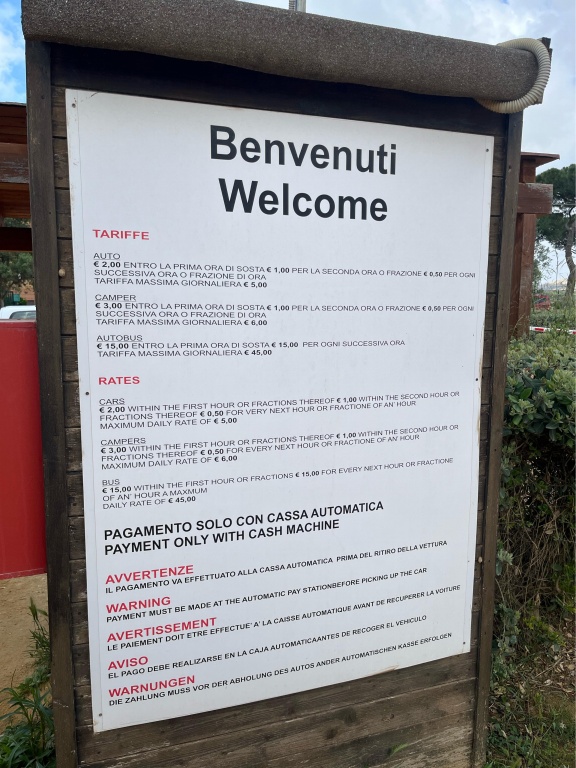 Benvenuti
Welcome
TARIFFE
AUTO
€ 2,00 ENTRO LA PRIMA ORA DI SOSTA € 1,00 PER LA SECONDA ORA O FRAZIONE € 0,50 PER OGNI
SUCCESSIVA ORA O FRAZIONE DI ORA
TARIFFA MASSIMA GIORNALIERA € 5,00
CAMPER
€ 3,00 ENTRO LA PRIMA ORA DI SOSTA € 1,00 PER LA SECONDA ORA O FRAZIONE € 0,50 PER OGNI
SUCCESSIVA ORA O FRAZIONE DI ORA
TARIFFA MASSIMA GIORNALIERA € 6,00
AUTOBUS
€ 15,00 ENTRO LA PRIMA ORA DI SOSTA € 15,00 PER OGNI SUCCESSIVA ORA
TARIFFA MASSIMA GIORNALIERA € 45,00
RATES
CARS
€ 2,00 WITHIN THE FIRST HOUR OR FRACTIONS THEREOF € 1,00 WITHIN THE SECOND HOUR OR
FRACTIONS THEREOF € 0,50 FOR VERY NEXT HOUR OR FRACTIONE OF AN' HOUR
MAXIMUM DAILY RATE OF € 5,00
CAMPERS
€ 3,00 WITHIN THE FIRST HOUR OR FRACTIONS THEREOF € 1,00 WITHIN THE SECOND HOUR OR
FRACTIONS THEREOF € 0,50 FOR EVERY NEXT HOUR OR FRACTIONE OF AN' HOUR
MAXIMUM DAILY RATE OF € 6,00
BUS
€ 15,00 WITHIN THE FIRST HOUR OR FRACTIONS € 15,00 FOR EVERY NEXT HOUR OR FRACTIONE
OF AN' HOUR A MAXMUM
DAILY RATE OF € 45,00
PAGAMENTO SOLO CON CASSA AUTOMATICA
PAYMENT ONLY WITH CASH MACHINE
AVVERTENZE
IL PAGAMENTO VA EFFETTUATO ALLA CASSA AUTOMATICA PRIMA DEL RITIRO DELLA VETTURA
WARNING
PAYMENT MUST BE MADE AT THE AUTOMATIC PAY STATIONBEFORE PICKING UP THE CAR
AVERTISSEMENT
LE PAIEMENT DOIT ETRE EFFECTUE' A' LA CAISSE AUTOMATIQUE AVANT DE RECUPERER LA VOITURE
AVISO
EL PAGO DEBE REALIZARSE EN LA CAJA AUTOMATICAANTES DE RECOGER EL VEHICULO
WARNUNGEN
DIE ZAHLUNG MUSS VOR DER ABHOLUNG DES AUTOS ANDER AUTOMATISCHEN KASSE ERFOLGEN